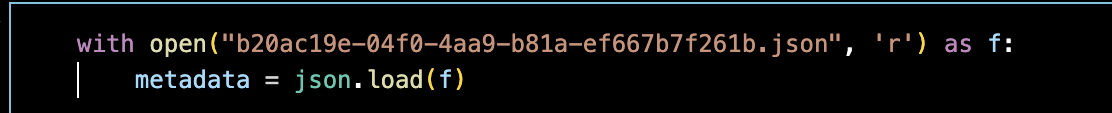 with open("b20ac19e-04f0-4aa9-b81a-ef667b7f261b.json", 'r') as f:
    metadata = json.load(f)